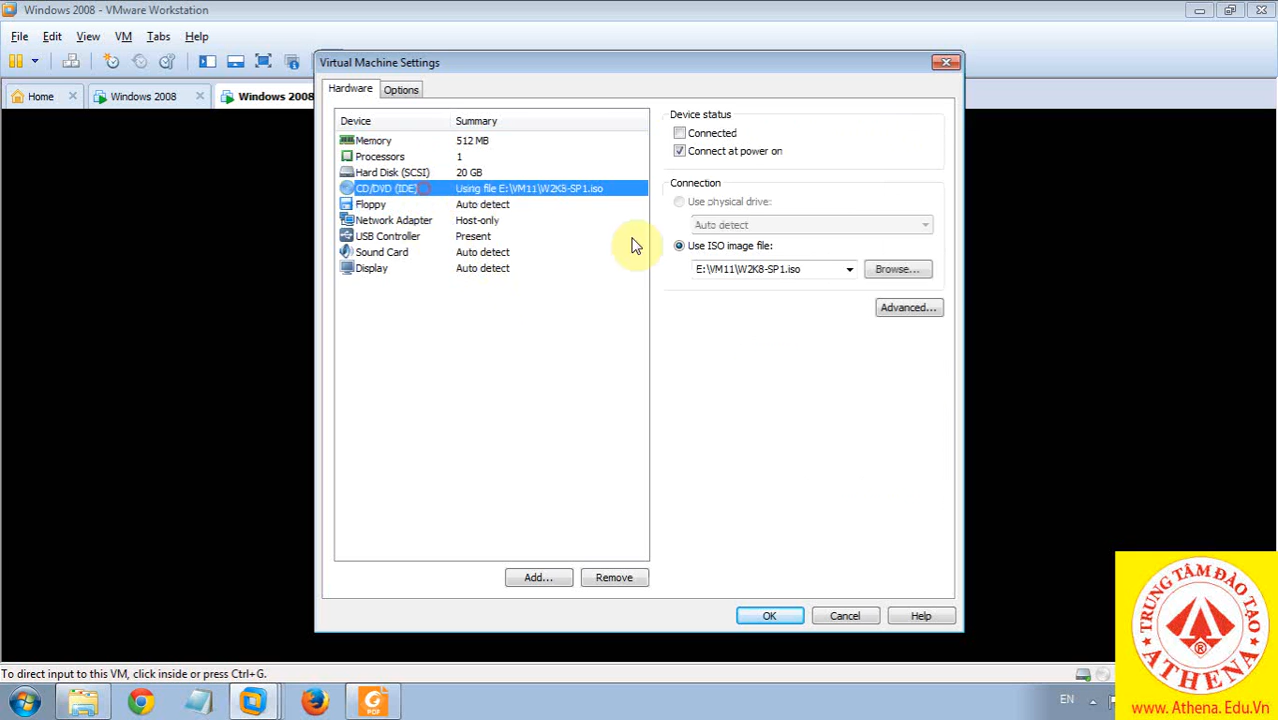 Windows 2008 - VMware Workstation
File Edit View VM Tabs Help
Home Windows 2008 Windows 2008
Virtual Machine Settings
Hardware Options
Device Summary
Memory 512 MB
Processors 1
Hard Disk (SCSI) 20 GB
CD/DVD (IDE) Using file E:\VM11\W2K8-SP1.iso
Floppy Auto detect
Network Adapter Host-only
USB Controller Present
Sound Card Auto detect
Display Auto detect
Add... Remove
Device status
Connected
Connect at power on
Connection
Use physical drive:
Auto detect
Use ISO image file:
E:\VM11\W2K8-SP1.iso Browse...
Advanced...
OK Cancel Help
To direct input to this VM, click inside or press Ctrl+G.
PDF
EN
TRUNG TÂM ĐÀO TẠO
®
ATHENA
www.Athena.Edu.Vn